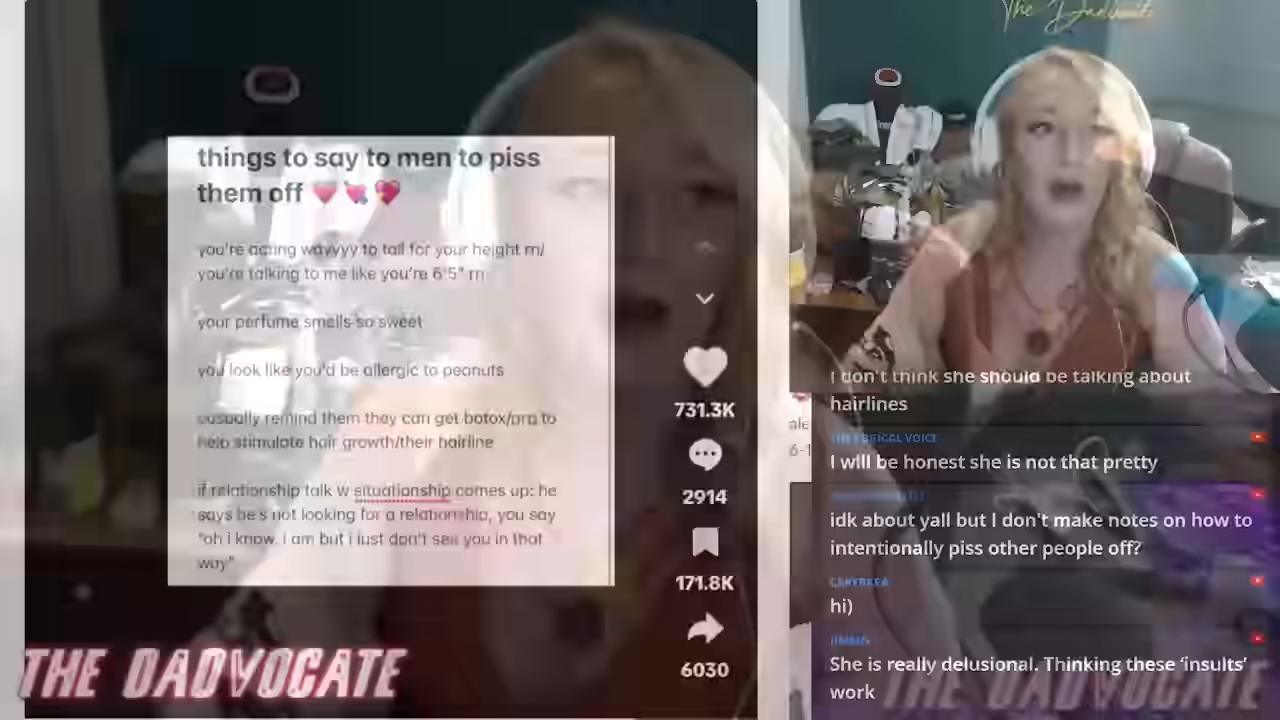 The Dadvocate
things to say to men to piss
them off 💗💘💖
you're acting wayyyy to tall for your height rn/
you're talking to me like you're 6'5" rn
your perfume smells so sweet
you look like you'd be allergic to peanuts
casually remind them they can get botox/prp to
help stimulate hair growth/their hairline
if relationship talk w situationship comes up: he
says he's not looking for a relationship, you say
"oh i know. i am but i just don't see you in that
way"
731.3K
2914
171.8K
6030
THE DADVOCATE
I don't think she should be talking about
hairlines
VOICE
I will be honest she is not that pretty
idk about yall but I don't make notes on how to
intentionally piss other people off?
hi)
She is really delusional. Thinking these 'insults'
work
THE DADVOCATE